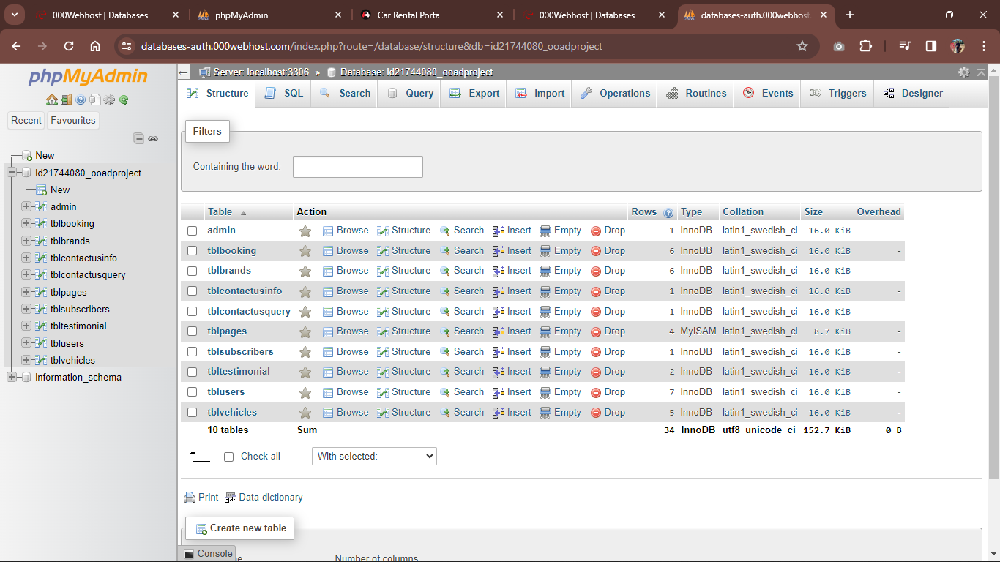 000Webhost | Databases
phpMyAdmin
Car Rental Portal
000Webhost | Databases
databases-auth.000webhost
databases-auth.000webhost.com/index.php?route=/database/structure&db=id21744080_ooadproject
phpMyAdmin
Recent Favourites
New
id21744080_ooadproject
New
admin
tblbooking
tblbrands
tblcontactusinfo
tblcontactusquery
tblpages
tblsubscribers
tbltestimonial
tblusers
tblvehicles
information_schema
Server: localhost:3306 » Database: id21744080_ooadproject
Structure SQL Search Query Export Import Operations Routines Events Triggers Designer
Filters
Containing the word:
Table Action Rows Type Collation Size Overhead
admin Browse Structure Search Insert Empty Drop 1 InnoDB latin1_swedish_ci 16.0 KiB -
tblbooking Browse Structure Search Insert Empty Drop 6 InnoDB latin1_swedish_ci 16.0 KiB -
tblbrands Browse Structure Search Insert Empty Drop 6 InnoDB latin1_swedish_ci 16.0 KiB -
tblcontactusinfo Browse Structure Search Insert Empty Drop 1 InnoDB latin1_swedish_ci 16.0 KiB -
tblcontactusquery Browse Structure Search Insert Empty Drop 1 InnoDB latin1_swedish_ci 16.0 KiB -
tblpages Browse Structure Search Insert Empty Drop 4 MyISAM latin1_swedish_ci 8.7 KiB -
tblsubscribers Browse Structure Search Insert Empty Drop 1 InnoDB latin1_swedish_ci 16.0 KiB -
tbltestimonial Browse Structure Search Insert Empty Drop 2 InnoDB latin1_swedish_ci 16.0 KiB -
tblusers Browse Structure Search Insert Empty Drop 7 InnoDB latin1_swedish_ci 16.0 KiB -
tblvehicles Browse Structure Search Insert Empty Drop 5 InnoDB latin1_swedish_ci 16.0 KiB -
10 tables Sum 34 InnoDB utf8_unicode_ci 152.7 KiB 0 B
Check all With selected:
Print Data dictionary
Create new table
Console
Number of columns